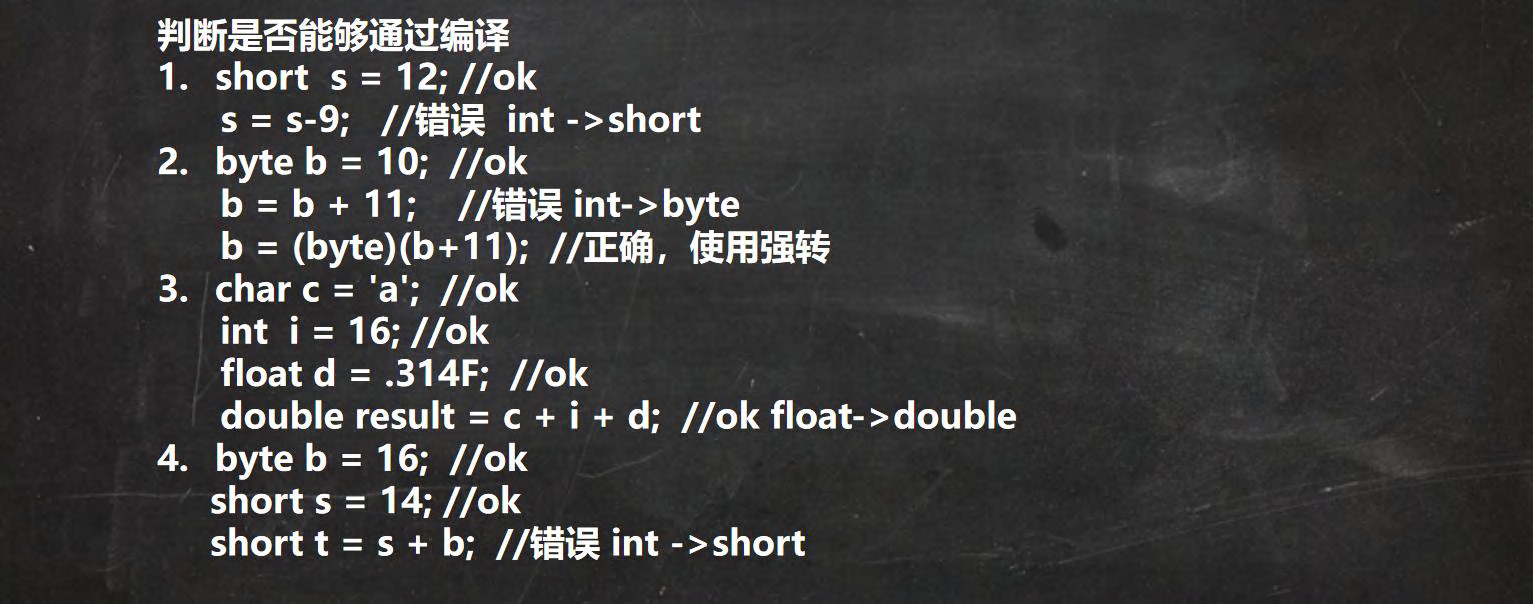 判断是否能够通过编译
1. short s = 12; //ok
s = s-9; //错误 int ->short
2. byte b = 10; //ok
b = b + 11; //错误 int->byte
b = (byte)(b+11); //正确，使用强转
3. char c = 'a'; //ok
int i = 16; //ok
float d = .314F; //ok
double result = c + i + d; //ok float->double
4. byte b = 16; //ok
short s = 14; //ok
short t = s + b; //错误 int ->short